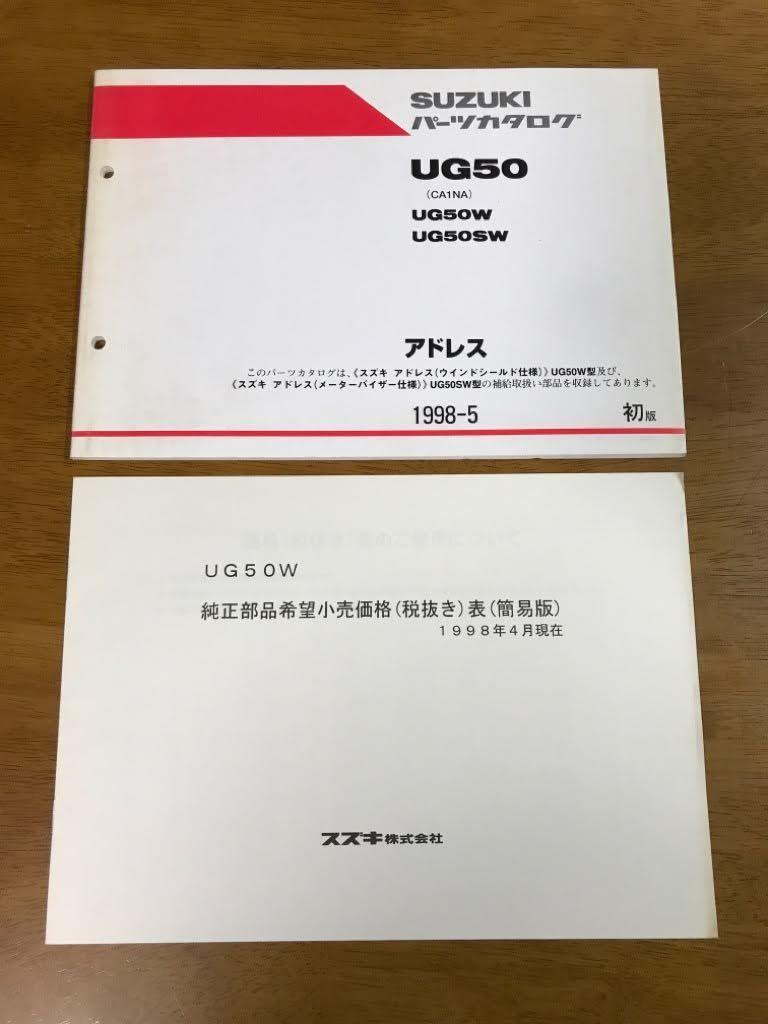 SUZUKI
パーツカタログ
UG50
(CA1NA)
UG50W
UG50SW
アドレス
このパーツカタログは、《スズキ アドレス(ウインドシールド仕様)》UG50W型及び、
《スズキ アドレス(メーターバイザー仕様)》UG50SW型の補給取扱い部品を収録してあります。
1998-5 初版
UG50W
純正部品希望小売価格(税抜き)表(簡易版)
1998年4月現在
スズキ株式会社